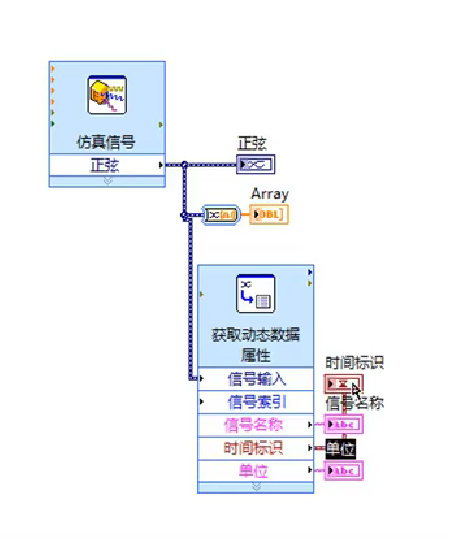 仿真信号
正弦
正弦
Array
[DBL]
获取动态数据
属性
时间标识
信号输入
信号索引
信号名称
信号名称
abc
时间标识
单位
单位
abc